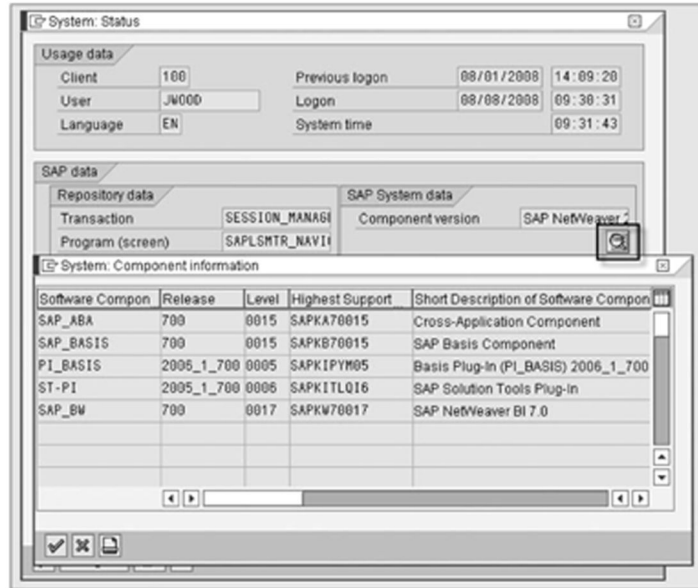 System: Status
Usage data
Client 100 Previous logon 08/01/2008 14:09:20
User JWOOD Logon 08/08/2008 09:30:31
Language EN System time 09:31:43
SAP data
Repository data SAP System data
Transaction SESSION_MANAG Component version SAP NetWeaver
Program (screen) SAPLSMTR_NAVI
System: Component information
Software Compon Release Level Highest Support Short Description of Software Compon
SAP_ABA 700 0015 SAPKA70015 Cross-Application Component
SAP_BASIS 700 0015 SAPKB70015 SAP Basis Component
PI_BASIS 2006_1_700 0005 SAPKIPYM05 Basis Plug-In (PI_BASIS) 2006_1_700
ST-PI 2005_1_700 0006 SAPKITLQI6 SAP Solution Tools Plug-In
SAP_BW 700 0017 SAPKW70017 SAP NetWeaver BI 7.0